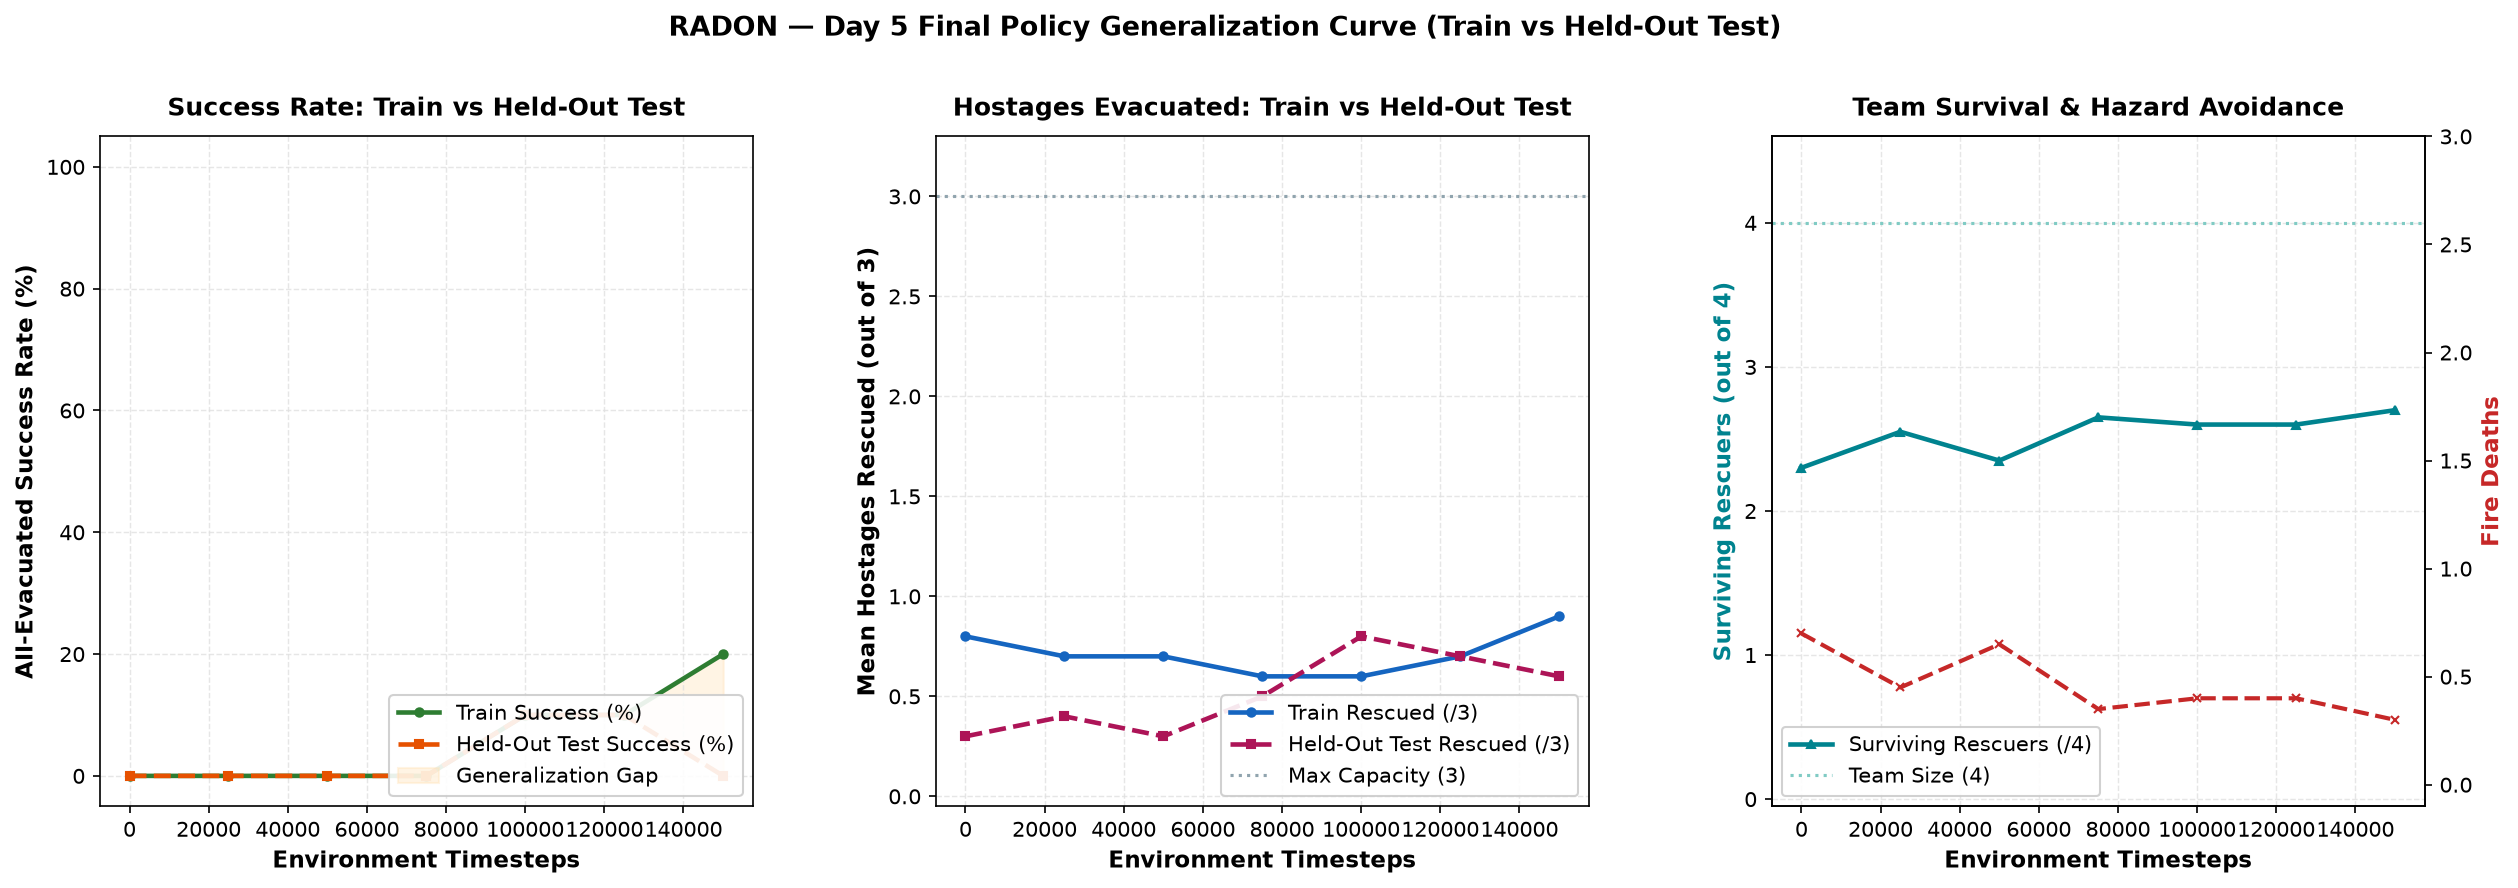 RADON — Day 5 Final Policy Generalization Curve (Train vs Held-Out Test)
Success Rate: Train vs Held-Out Test
All-Evacuated Success Rate (%)
100
80
60
40
20
0
Train Success (%)
Held-Out Test Success (%)
Generalization Gap
0 20000 40000 60000 80000 100000 120000 140000
Environment Timesteps
Hostages Evacuated: Train vs Held-Out Test
Mean Hostages Rescued (out of 3)
3.0
2.5
2.0
1.5
1.0
0.5
0.0
Train Rescued (/3)
Held-Out Test Rescued (/3)
Max Capacity (3)
0 20000 40000 60000 80000 100000 120000 140000
Environment Timesteps
Team Survival & Hazard Avoidance
Surviving Rescuers (out of 4)
4
3
2
1
0
Surviving Rescuers (/4)
Team Size (4)
3.0
2.5
2.0
1.5
1.0
0.5
0.0
Fire Deaths
0 20000 40000 60000 80000 100000 120000 140000
Environment Timesteps